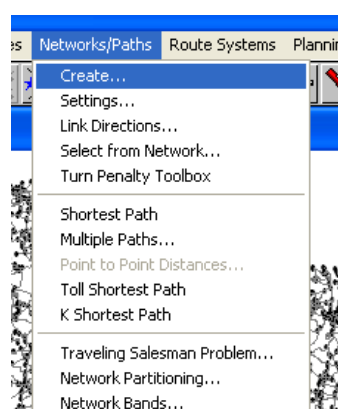 es Networks/Paths Route Systems Plannin
Create...
Settings...
Link Directions...
Select from Network...
Turn Penalty Toolbox
Shortest Path
Multiple Paths...
Point to Point Distances...
Toll Shortest Path
K Shortest Path
Traveling Salesman Problem...
Network Partitioning...
Network Bands...